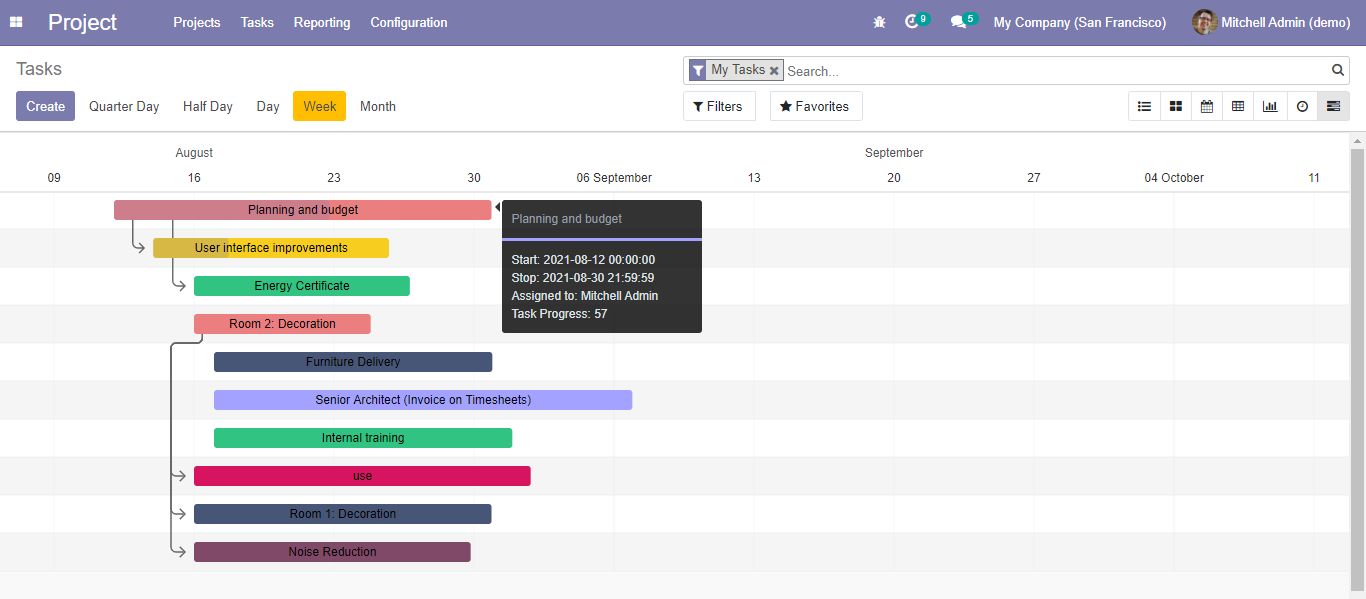 Project Projects Tasks Reporting Configuration 9 5 My Company (San Francisco) Mitchell Admin (demo)
Tasks My Tasks Search...
Create Quarter Day Half Day Day Week Month Filters Favorites
August September
09 16 23 30 06 September 13 20 27 04 October 11
Planning and budget
User interface improvements
Energy Certificate
Room 2: Decoration
Furniture Delivery
Senior Architect (Invoice on Timesheets)
Internal training
use
Room 1: Decoration
Noise Reduction
Planning and budget
Start: 2021-08-12 00:00:00
Stop: 2021-08-30 21:59:59
Assigned to: Mitchell Admin
Task Progress: 57